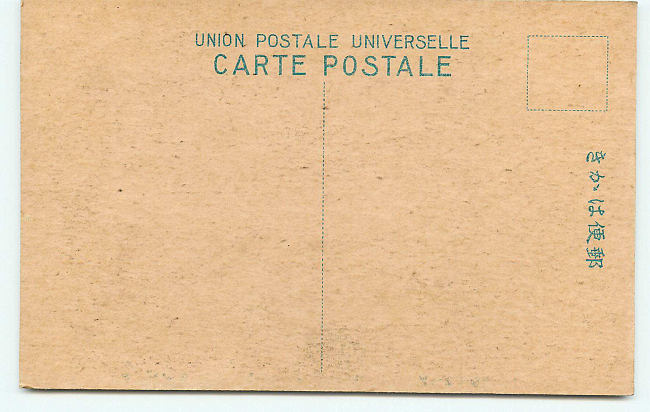 UNION POSTALE UNIVERSELLE
CARTE POSTALE
きかは便郵